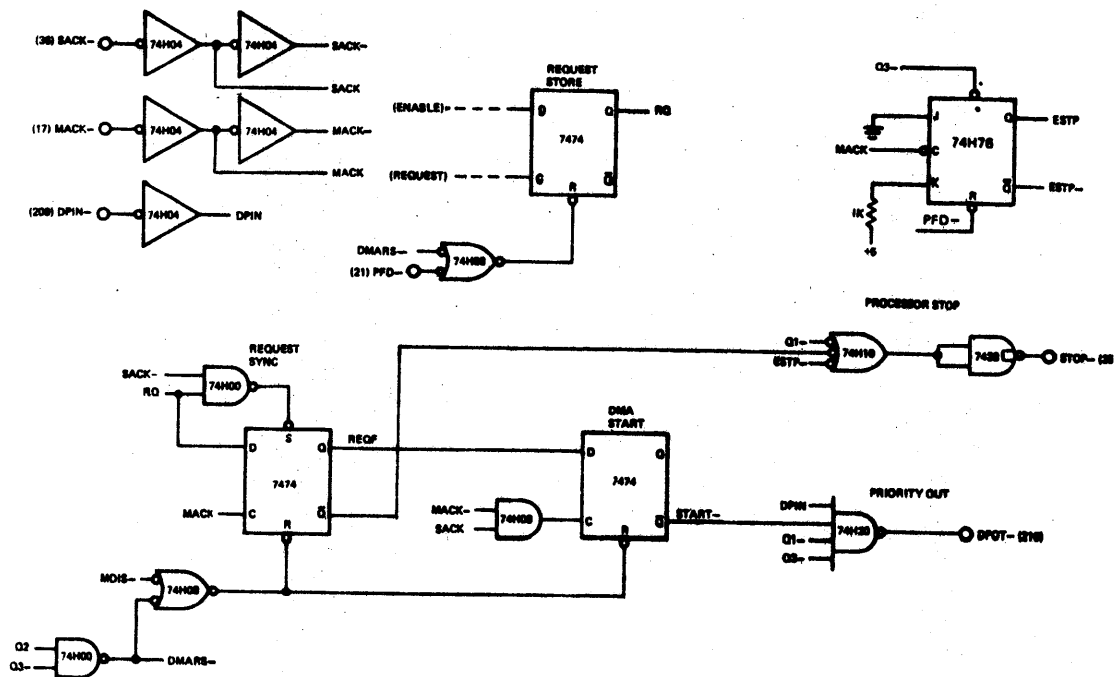 (36) SACK-
74H04
74H04
SACK-
SACK
(17) MACK-
74H04
74H04
MACK-
MACK
(209) DPIN-
74H04
DPIN
REQUEST
STORE
(ENABLE)-
D
Q
RQ
7474
(REQUEST)
R
Q
DMARS-
(21) PFD-
74H08
Q3-
J
Q
ESTP
74H76
MACK
C
K
Q
ESTP-
R
1K
PFD-
+5
PROCESSOR STOP
Q1-
ESTP-
74H10
STOP-
REQUEST
SYNC
SACK-
RQ
74H00
S
D
Q
REQF
7474
MACK
C
R
Q
DMA
START
D
Q
7474
MACK-
SACK
74H08
C
R
Q
START-
PRIORITY OUT
DPIN
Q1-
Q3-
74H20
DPOT- (210)
MDIS-
74H08
Q2
Q3-
74H00
DMARS-